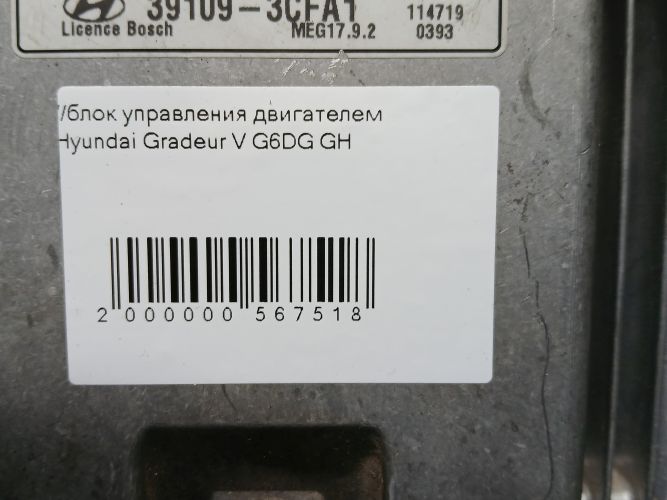 39109-3CFA1 114719
Licence Bosch MEG17.9.2 0393
/блок управления двигателем
Hyundai Gradeur V G6DG GH
2 000000 567518